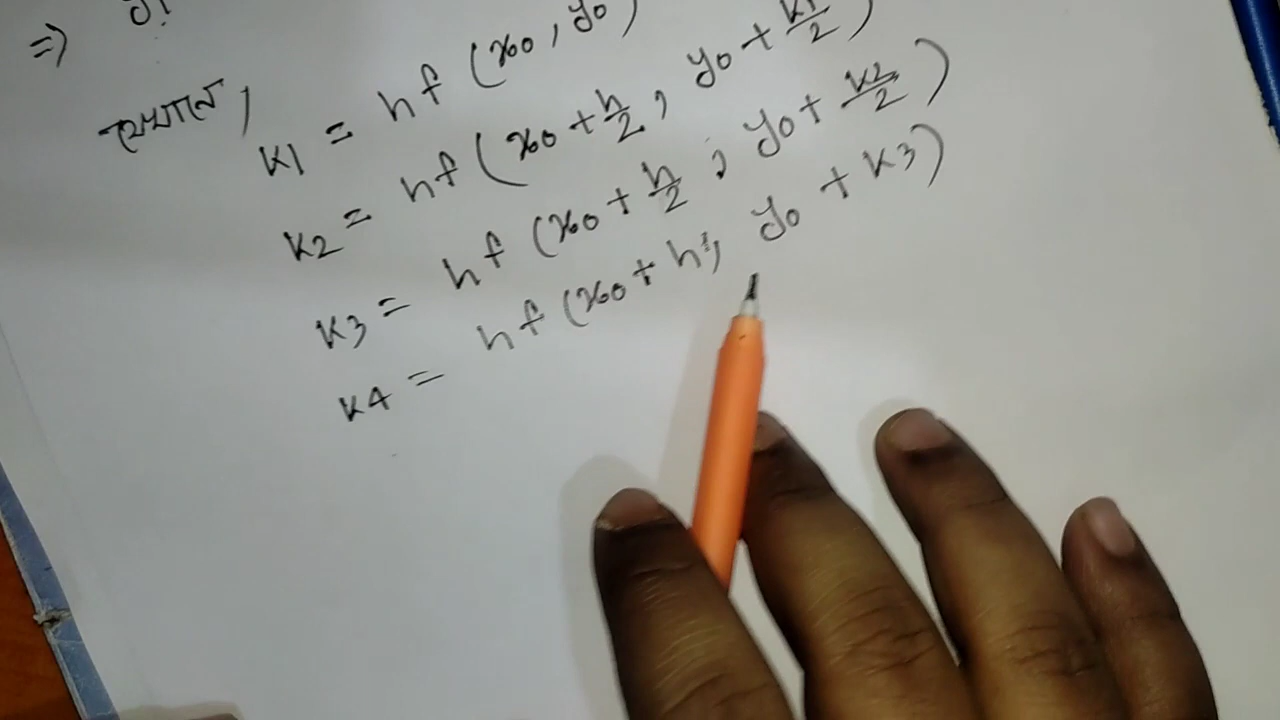 => y1
যেখানে,
K1 = hf (x0, y0)
K2 = hf (x0 + h/2, y0 + K1/2)
K3 = hf (x0 + h/2, y0 + K2/2)
K4 = hf (x0 + h, y0 + K3)